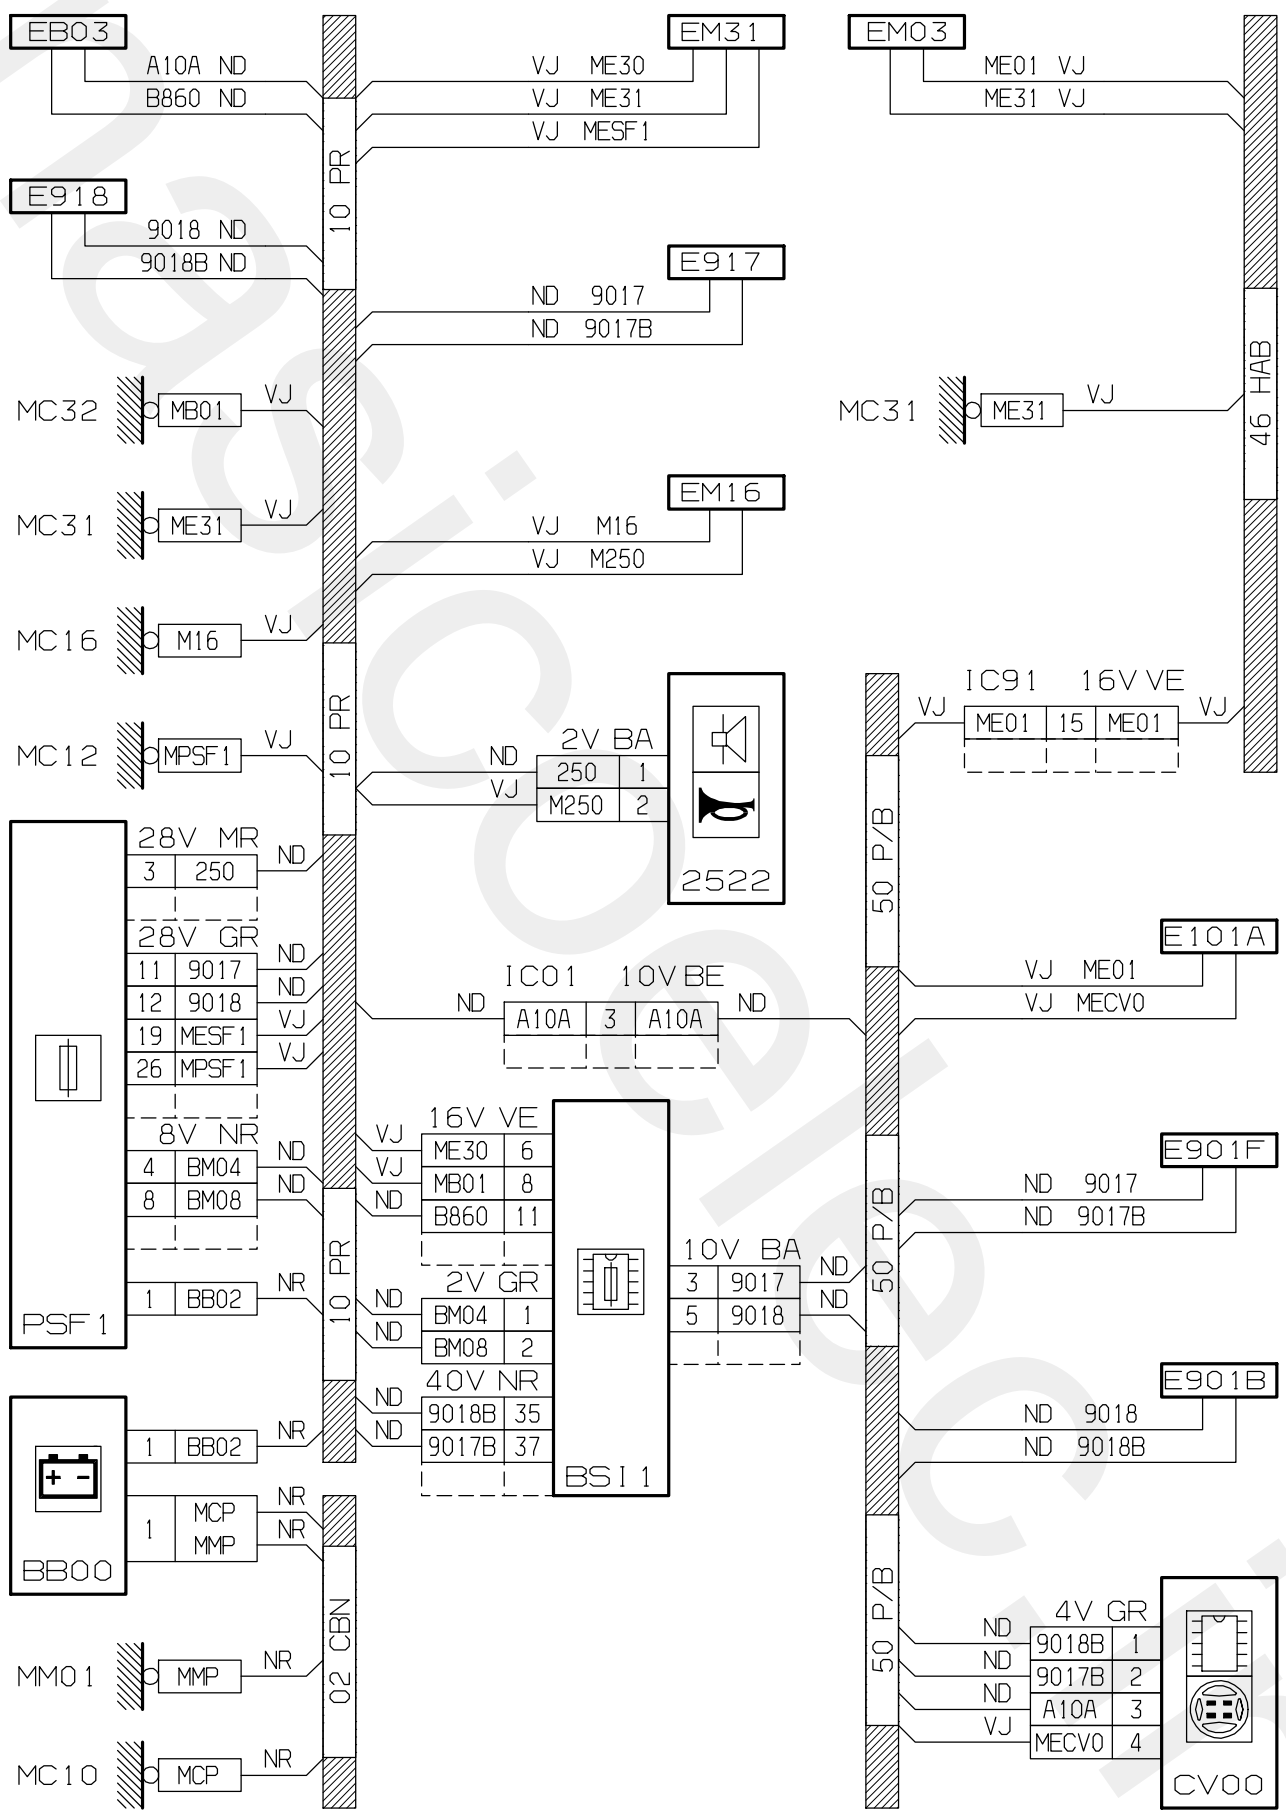 EB03
A10A ND
B860 ND
EM31
VJ ME30
VJ ME31
VJ MESF1
EM03
ME01 VJ
ME31 VJ
10 PR
E918
9018 ND
9018B ND
E917
ND 9017
ND 9017B
46 HAB
MC32 MB01 VJ
MC31 ME31 VJ
MC31 ME31 VJ
EM16
VJ M16
VJ M250
MC16 M16 VJ
MC12 MPSF1 VJ
10 PR
2V BA
ND 250 1
VJ M250 2
2522
IC91 16V VE
VJ ME01 15 ME01 VJ
50 P/B
28V MR
3 250 ND
28V GR
11 9017 ND
12 9018 ND
19 MESF1 VJ
26 MPSF1 VJ
8V NR
4 BM04 ND
8 BM08 ND
1 BB02 NR
PSF1
IC01 10V BE
ND A10A 3 A10A ND
E101A
VJ ME01
VJ MECV0
16V VE
VJ ME30 6
VJ MB01 8
ND B860 11
2V GR
ND BM04 1
ND BM08 2
40V NR
ND 9018B 35
ND 9017B 37
BSI1
10 PR
10V BA
3 9017 ND
5 9018 ND
50 P/B
E901F
ND 9017
ND 9017B
E901B
ND 9018
ND 9018B
1 BB02 NR
1 MCP NR
MMP NR
BB00
02 CBN
MM01 MMP NR
MC10 MCP NR
50 P/B
4V GR
ND 9018B 1
ND 9017B 2
ND A10A 3
VJ MECV0 4
CV00